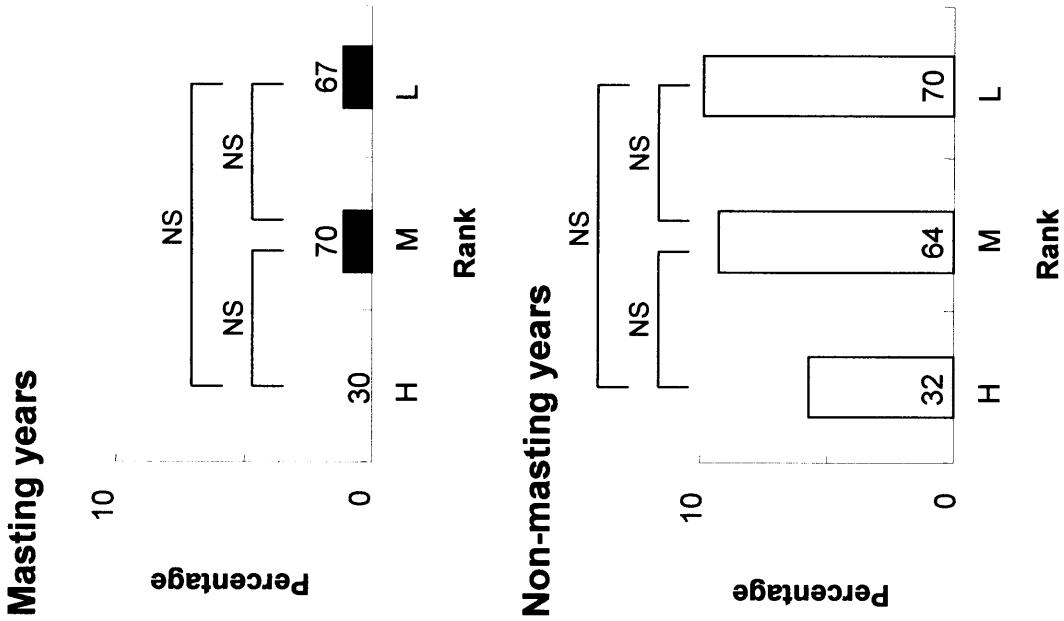 Masting years
Percentage
10
0
NS
NS
NS
30
70
67
H
M
L
Rank
Non-masting years
Percentage
10
0
NS
NS
NS
32
64
70
H
M
L
Rank